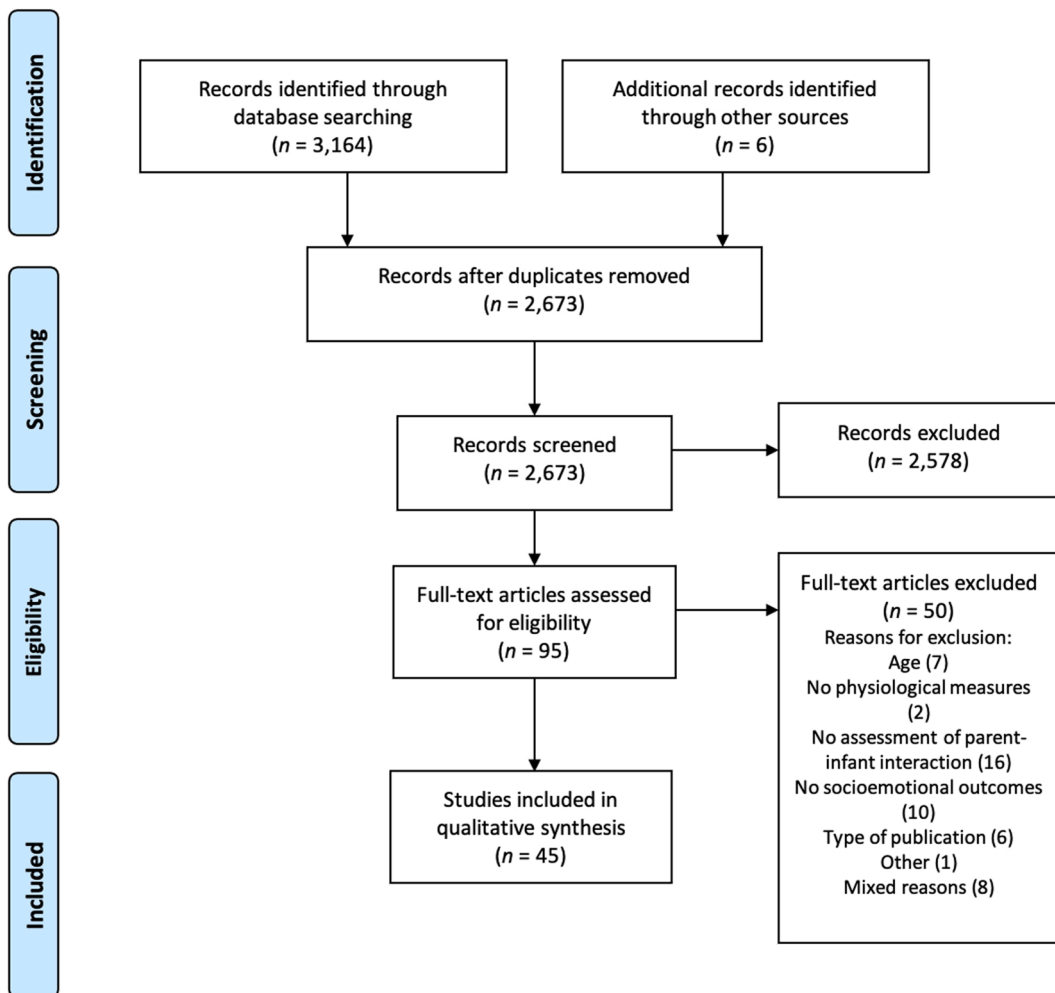 Identification
Records identified through
database searching
(n = 3,164)
Additional records identified
through other sources
(n = 6)
Screening
Records after duplicates removed
(n = 2,673)
Records screened
(n = 2,673)
Records excluded
(n = 2,578)
Eligibility
Full-text articles assessed
for eligibility
(n = 95)
Full-text articles excluded
(n = 50)
Reasons for exclusion:
Age (7)
No physiological measures
(2)
No assessment of parent-
infant interaction (16)
No socioemotional outcomes
(10)
Type of publication (6)
Other (1)
Mixed reasons (8)
Included
Studies included in
qualitative synthesis
(n = 45)